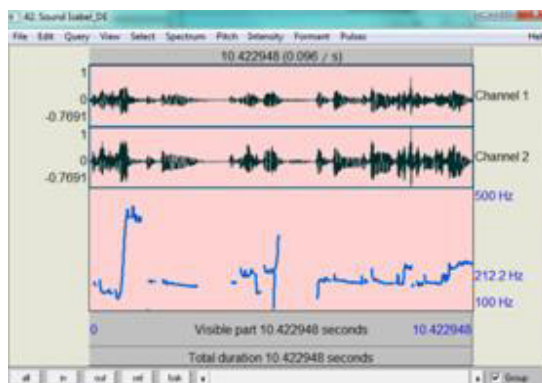 42. Sound Isabel_DE
File Edit Query View Select Spectrum Pitch Intensity Formant Pulses Hel
10.422948 (0.096 / s)
1
0
-0.7691
Channel 1
1
0
-0.7691
Channel 2
500 Hz
212.2 Hz
100 Hz
0 Visible part 10.422948 seconds 10.422948
Total duration 10.422948 seconds
all in out sel bak Group